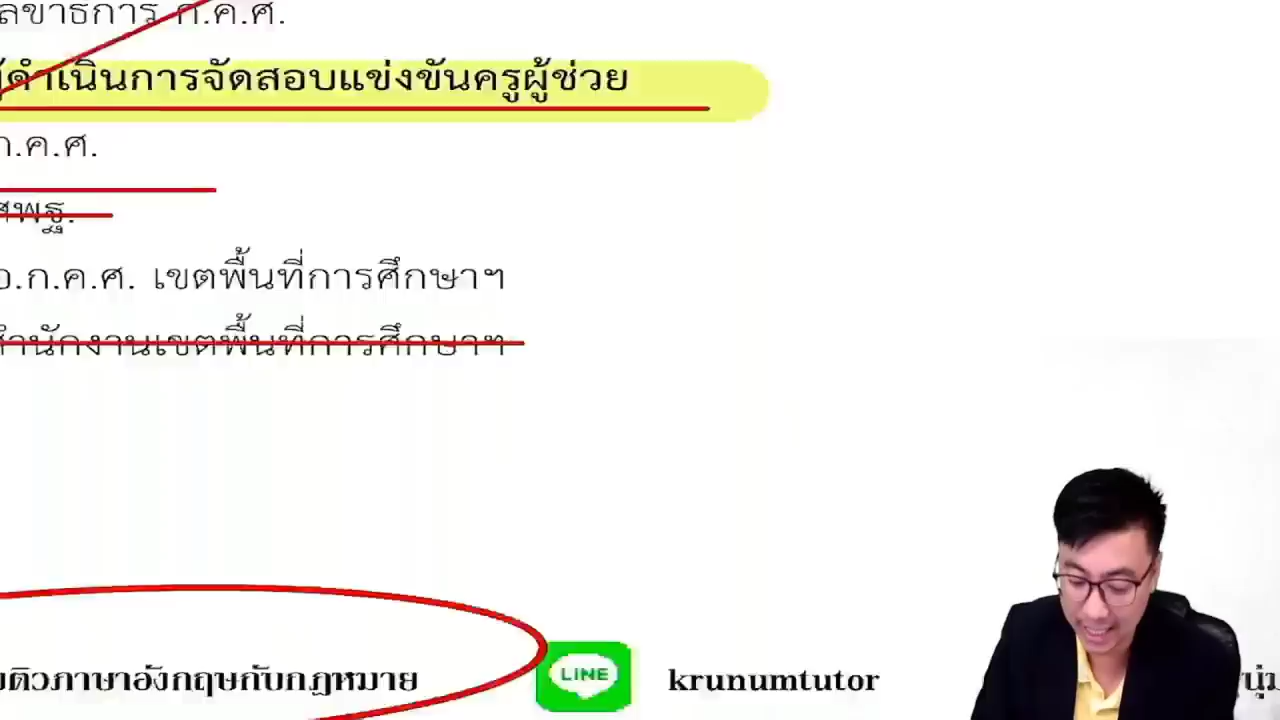 ลขาธิการ ก.ค.ศ.
ผู้ดำเนินการจัดสอบแข่งขันครูผู้ช่วย
ก.ค.ศ.
ศพฐ.
อ.ก.ค.ศ. เขตพื้นที่การศึกษาฯ
สำนักงานเขตพื้นที่การศึกษาฯ
ติวภาษาอังกฤษกับกฎหมาย
LINE
krunumtutor